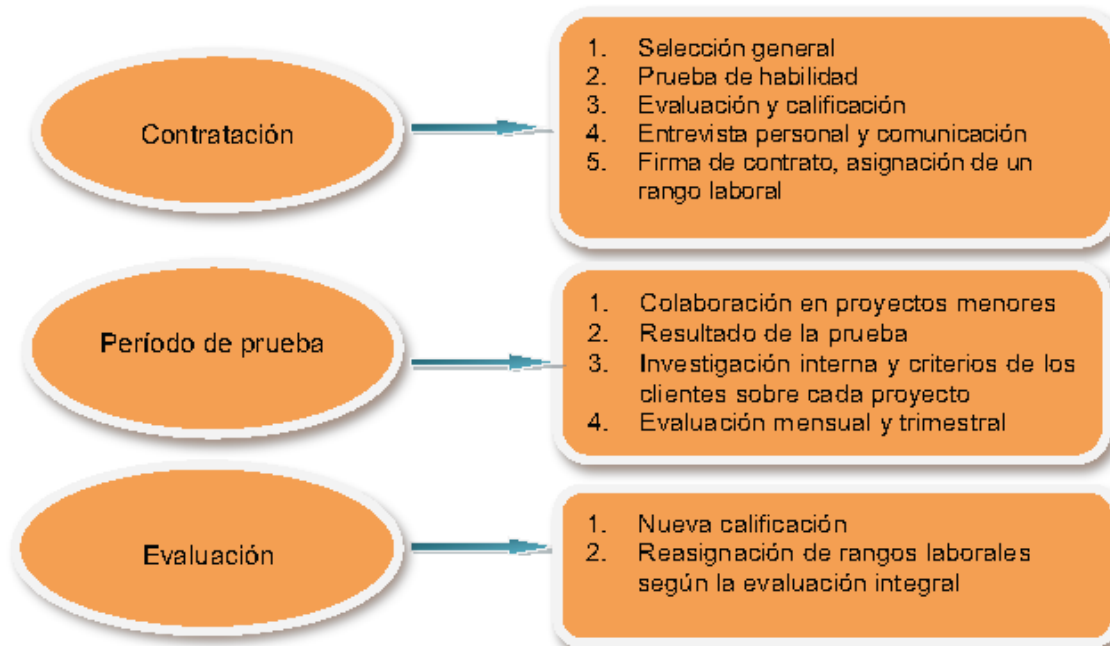 Contratación
1. Selección general
2. Prueba de habilidad
3. Evaluación y calificación
4. Entrevista personal y comunicación
5. Firma de contrato, asignación de un
rango laboral
Período de prueba
1. Colaboración en proyectos menores
2. Resultado de la prueba
3. Investigación interna y criterios de los
clientes sobre cada proyecto
4. Evaluación mensual y trimestral
Evaluación
1. Nueva calificación
2. Reasignación de rangos laborales
según la evaluación integral